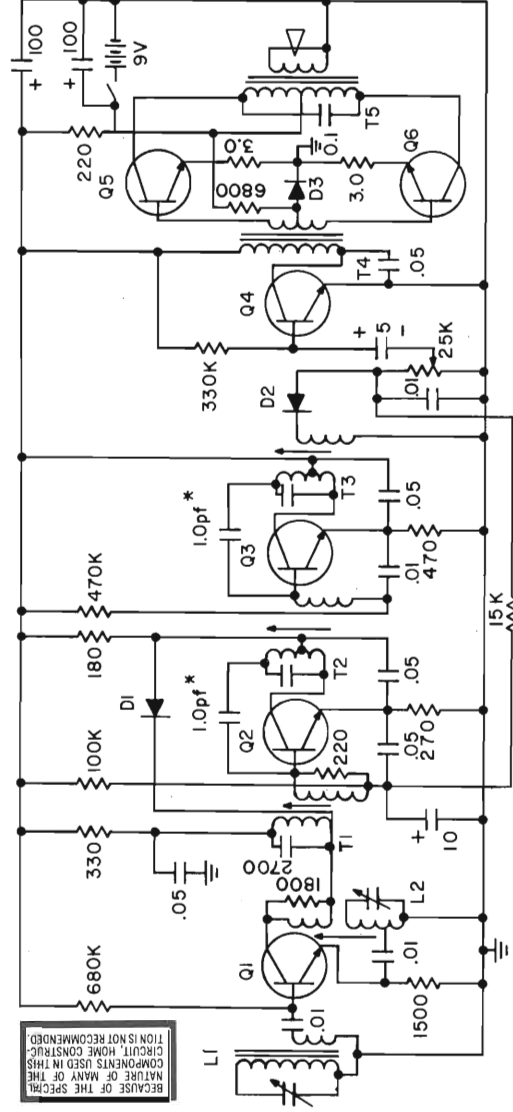 BECAUSE OF THE SPECIAL
NATURE OF MANY OF THE
COMPONENTS USED IN THIS
CIRCUIT, HOME CONSTRUC-
TION IS NOT RECOMMENDED.
680K
330
100K
180
470K
220
100
+
100
+
9V
.05
D1
1.0pf*
1.0pf*
330K
Q5
Q1
1800
2700
T1
Q2
220
T2
Q3
T3
D2
Q4
T4
.05
6800
3.0
D3
0.1
3.0
T5
Q6
L1
.01
.01
L2
1500
+
10
.05
270
.05
.01
470
.05
.01
+
5
-
25K
15K